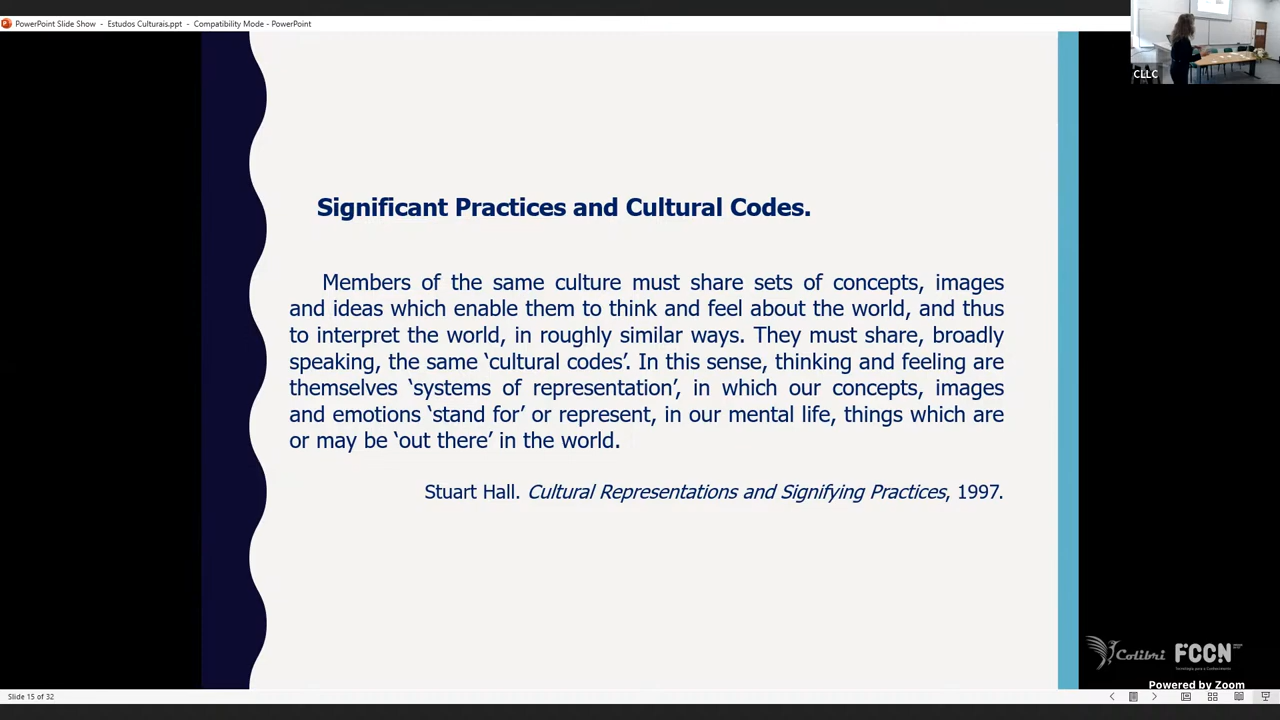 PowerPoint Slide Show - Estudos Culturais.ppt - Compatibility Mode - PowerPoint
CLLC
Significant Practices and Cultural Codes.
Members of the same culture must share sets of concepts, images
and ideas which enable them to think and feel about the world, and thus
to interpret the world, in roughly similar ways. They must share, broadly
speaking, the same ‘cultural codes’. In this sense, thinking and feeling are
themselves ‘systems of representation’, in which our concepts, images
and emotions ‘stand for’ or represent, in our mental life, things which are
or may be ‘out there’ in the world.
Stuart Hall. Cultural Representations and Signifying Practices, 1997.
Colibri FCCN
Powered by Zoom
Slide 15 of 32